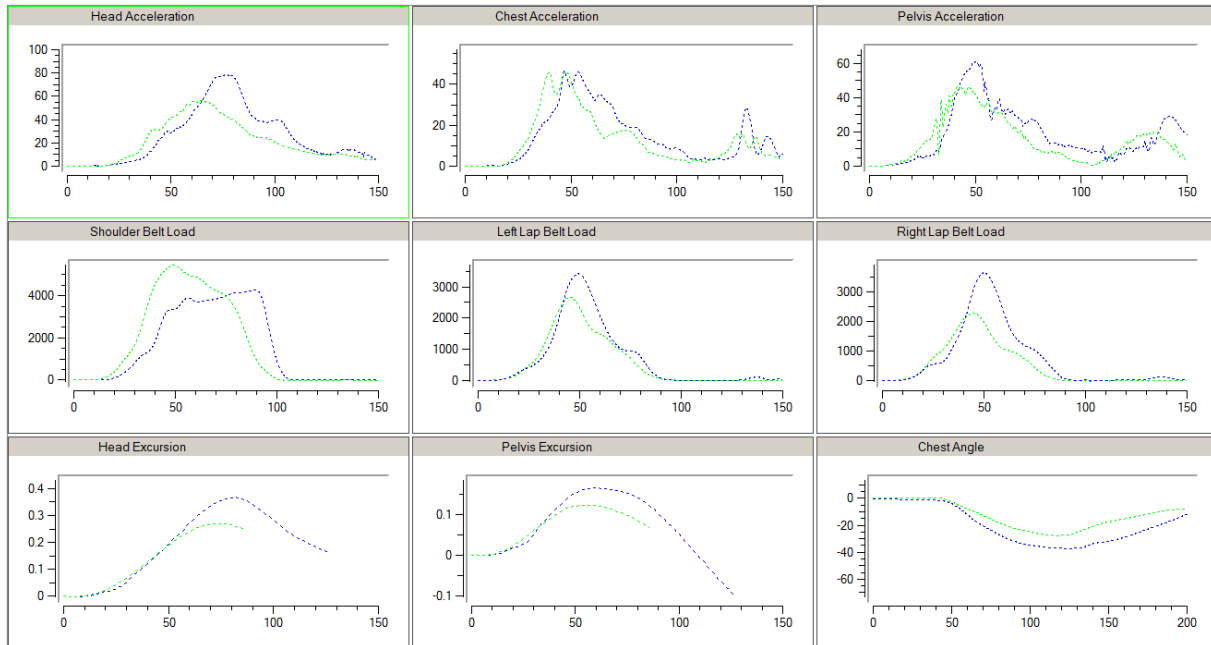 Head Acceleration
Chest Acceleration
Pelvis Acceleration
100
80
60
40
20
0
0 50 100 150
40
20
0
0 50 100 150
60
40
20
0
0 50 100 150
Shoulder Belt Load
Left Lap Belt Load
Right Lap Belt Load
4000
2000
0
0 50 100 150
3000
2000
1000
0
0 50 100 150
3000
2000
1000
0
0 50 100 150
Head Excursion
Pelvis Excursion
Chest Angle
0.4
0.3
0.2
0.1
0
0 50 100 150
0.1
0
-0.1
0 50 100 150
0
-20
-40
-60
0 50 100 150 200